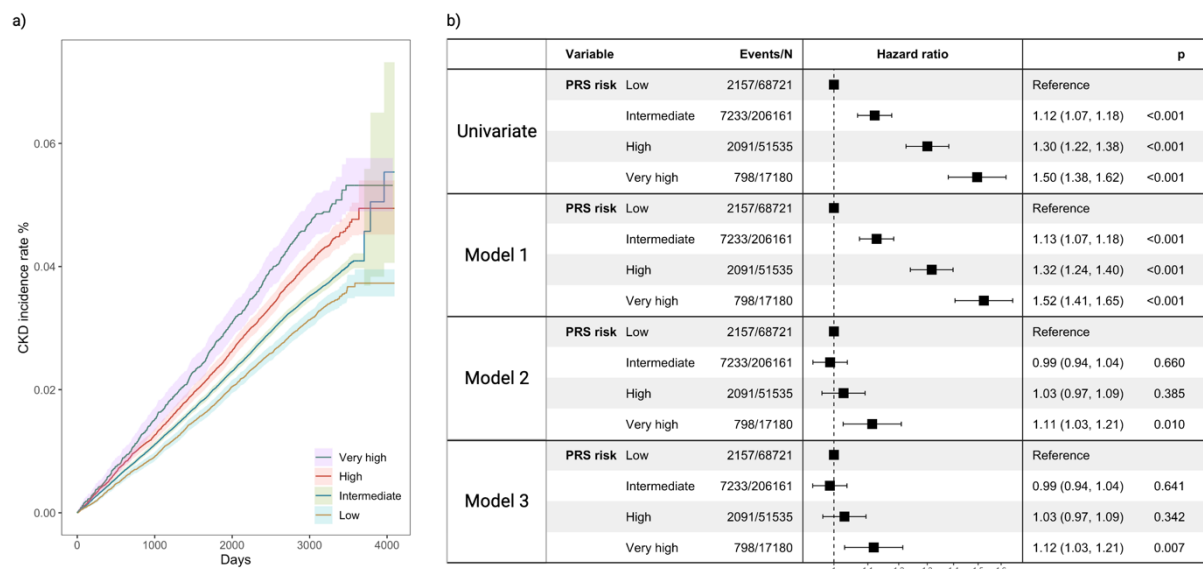 a)
CKD incidence rate %
0.06
0.04
0.02
0.00
0 1000 2000 3000 4000
Days
Very high
High
Intermediate
Low
b)
Variable Events/N Hazard ratio p
Univariate
PRS risk Low 2157/68721 Reference
Intermediate 7233/206161 1.12 (1.07, 1.18) <0.001
High 2091/51535 1.30 (1.22, 1.38) <0.001
Very high 798/17180 1.50 (1.38, 1.62) <0.001
Model 1
PRS risk Low 2157/68721 Reference
Intermediate 7233/206161 1.13 (1.07, 1.18) <0.001
High 2091/51535 1.32 (1.24, 1.40) <0.001
Very high 798/17180 1.52 (1.41, 1.65) <0.001
Model 2
PRS risk Low 2157/68721 Reference
Intermediate 7233/206161 0.99 (0.94, 1.04) 0.660
High 2091/51535 1.03 (0.97, 1.09) 0.385
Very high 798/17180 1.11 (1.03, 1.21) 0.010
Model 3
PRS risk Low 2157/68721 Reference
Intermediate 7233/206161 0.99 (0.94, 1.04) 0.641
High 2091/51535 1.03 (0.97, 1.09) 0.342
Very high 798/17180 1.12 (1.03, 1.21) 0.007